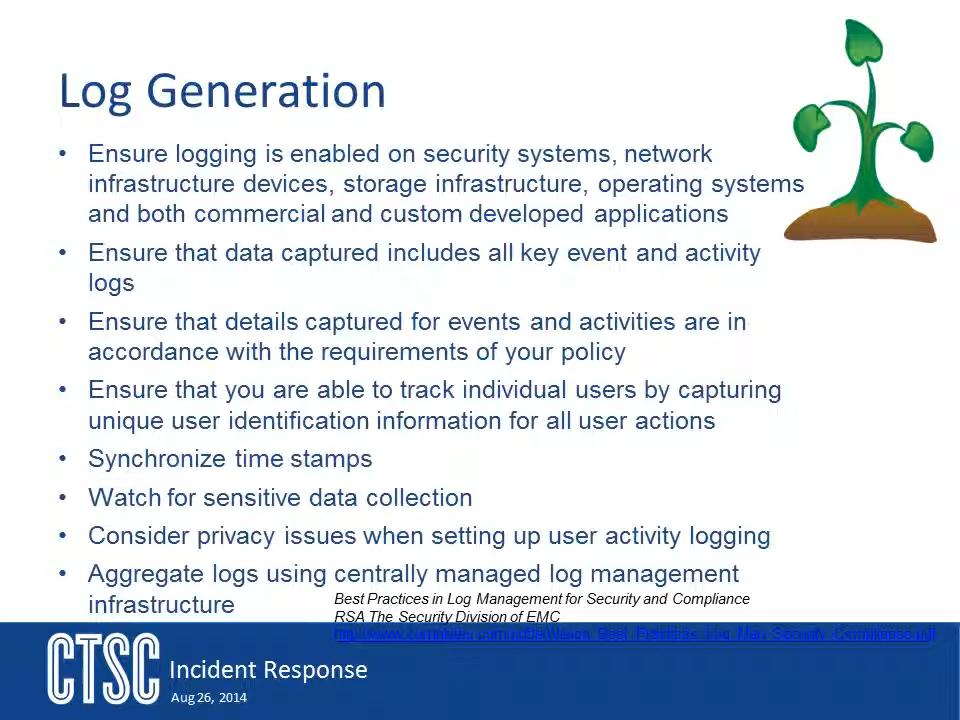 Log Generation
• Ensure logging is enabled on security systems, network
infrastructure devices, storage infrastructure, operating systems
and both commercial and custom developed applications
• Ensure that data captured includes all key event and activity
logs
• Ensure that details captured for events and activities are in
accordance with the requirements of your policy
• Ensure that you are able to track individual users by capturing
unique user identification information for all user actions
• Synchronize time stamps
• Watch for sensitive data collection
• Consider privacy issues when setting up user activity logging
• Aggregate logs using centrally managed log management
infrastructure
Best Practices in Log Management for Security and Compliance
RSA The Security Division of EMC
CTSC
Incident Response
Aug 26, 2014